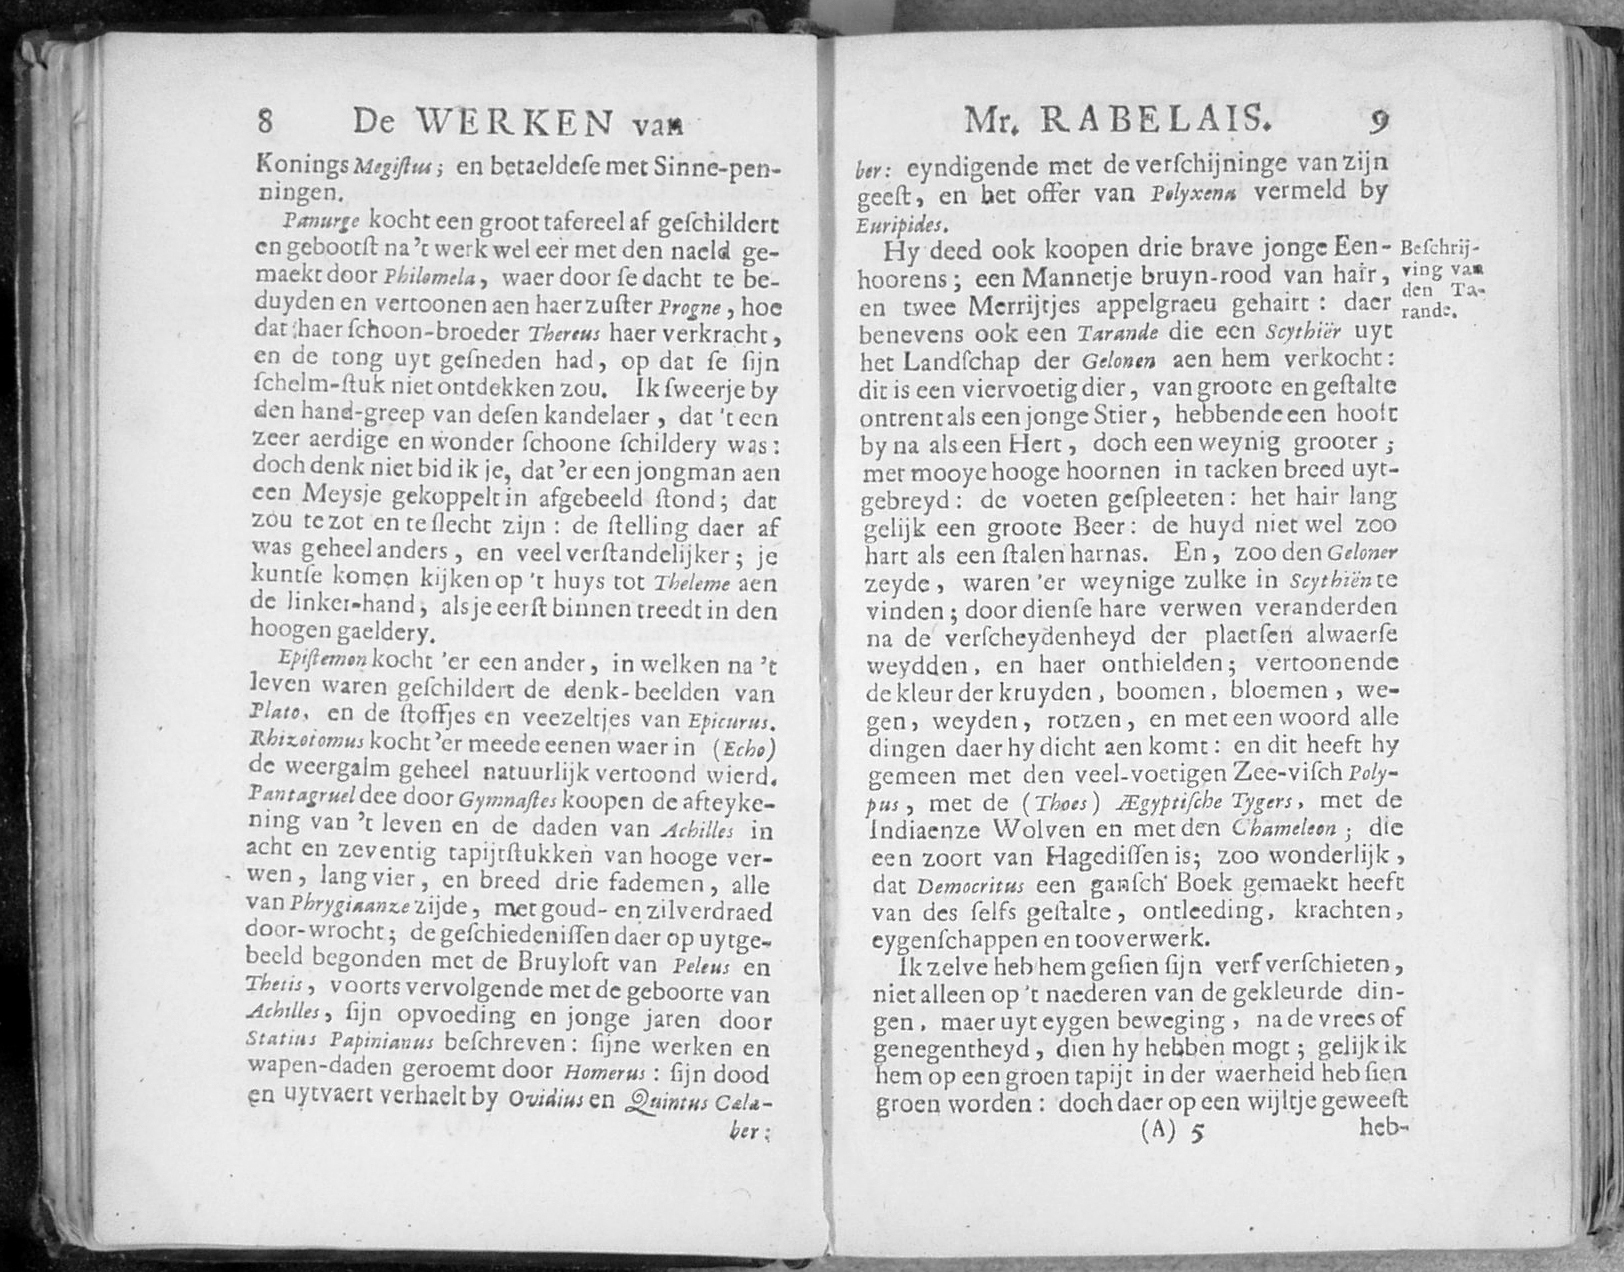 8 De WERKEN van
Konings Megiſtus; en betaeldeſe met Sinne-pen-
ningen.
Panurge kocht een groot tafereel af geſchildert
en gebootſt na 't werk wel eer met den naeld ge-
maekt door Philomela, waer door ſe dacht te be-
duyden en vertoonen aen haer zuſter Progne, hoe
dat haer ſchoon-broeder Thereus haer verkracht,
en de tong uyt geſneden had, op dat ſe ſijn
ſchelm-ſtuk niet ontdekken zou. Ik ſweer je by
den hand-greep van deſen kandelaer, dat 't een
zeer aerdige en wonder ſchoone ſchildery was:
doch denk niet bid ik je, dat 'er een jongman aen
een Meysje gekoppelt in afgebeeld ſtond; dat
zou te zot en te ſlecht zijn: de ſtelling daer af
was geheel anders, en veel verſtandelijker; je
kuntſe komen kijken op 't huys tot Theleme aen
de linker-hand, als je eerſt binnen treedt in den
hoogen gaeldery.
Epiſtemon kocht 'er een ander, in welken na 't
leven waren geſchildert de denk-beelden van
Plato, en de ſtoffjes en veezeltjes van Epicurus.
Rhizotomus kocht 'er meede eenen waer in (Echo)
de weergalm geheel natuurlijk vertoond wierd.
Pantagruel dee door Gymnaſtes koopen de afteyke-
ning van 't leven en de daden van Achilles in
acht en zeventig tapijtſtukken van hooge ver-
wen, lang vier, en breed drie fademen, alle
van Phrygiaanze zijde, met goud- en zilverdraed
door-wrocht; de geſchiedeniſſen daer op uytge-
beeld begonden met de Bruyloft van Peleus en
Thetis, voorts vervolgende met de geboorte van
Achilles, ſijn opvoeding en jonge jaren door
Statius Papinianus beſchreven: ſijne werken en
wapen-daden geroemt door Homerus: ſijn dood
en uytvaert verhaelt by Ovidius en Quintus Cala-
ber:
Mr. RABELAIS. 9
ber: eyndigende met de verſchijninge van zijn
geeſt, en het offer van Polyxena vermeld by
Euripides.
Hy deed ook koopen drie brave jonge Een-
hoorens; een Mannetje bruyn-rood van hair,
en twee Merrijtjes appelgraeu gehairt: daer
benevens ook een Tarande die een Scythiër uyt
het Landſchap der Gelonen aen hem verkocht:
dit is een viervoetig dier, van groote en geſtalte
ontrent als een jonge Stier, hebbende een hooft
by na als een Hert, doch een weynig grooter;
met mooye hooge hoornen in tacken breed uyt-
gebreyd: de voeten geſpleeten: het hair lang
gelijk een groote Beer: de huyd niet wel zoo
hart als een ſtalen harnas. En, zoo den Geloner
zeyde, waren 'er weynige zulke in Scythiën te
vinden; door dienſe hare verwen veranderden
na de verſcheydenheyd der plaetſen alwaerſe
weydden, en haer onthielden; vertoonende
de kleur der kruyden, boomen, bloemen, we-
gen, weyden, rotzen, en met een woord alle
dingen daer hy dicht aen komt: en dit heeft hy
gemeen met den veel-voetigen Zee-viſch Poly-
pus, met de (Thoes) Ægyptiſche Tygers, met de
Indiaenze Wolven en met den Chameleon; die
een zoort van Hagediſſen is; zoo wonderlijk,
dat Democritus een ganſch Boek gemaekt heeft
van des ſelfs geſtalte, ontleeding, krachten,
eygenſchappen en tooverwerk.
Ik zelve heb hem geſien ſijn verf verſchieten,
niet alleen op 't naederen van de gekleurde din-
gen, maer uyt eygen beweging, na de vrees of
genegentheyd, dien hy hebben mogt; gelijk ik
hem op een groen tapijt in der waerheid heb ſien
groen worden: doch daer op een wijltje geweeſt
(A) 5 heb-
Beſchrij-
ving van
den Ta-
rande.